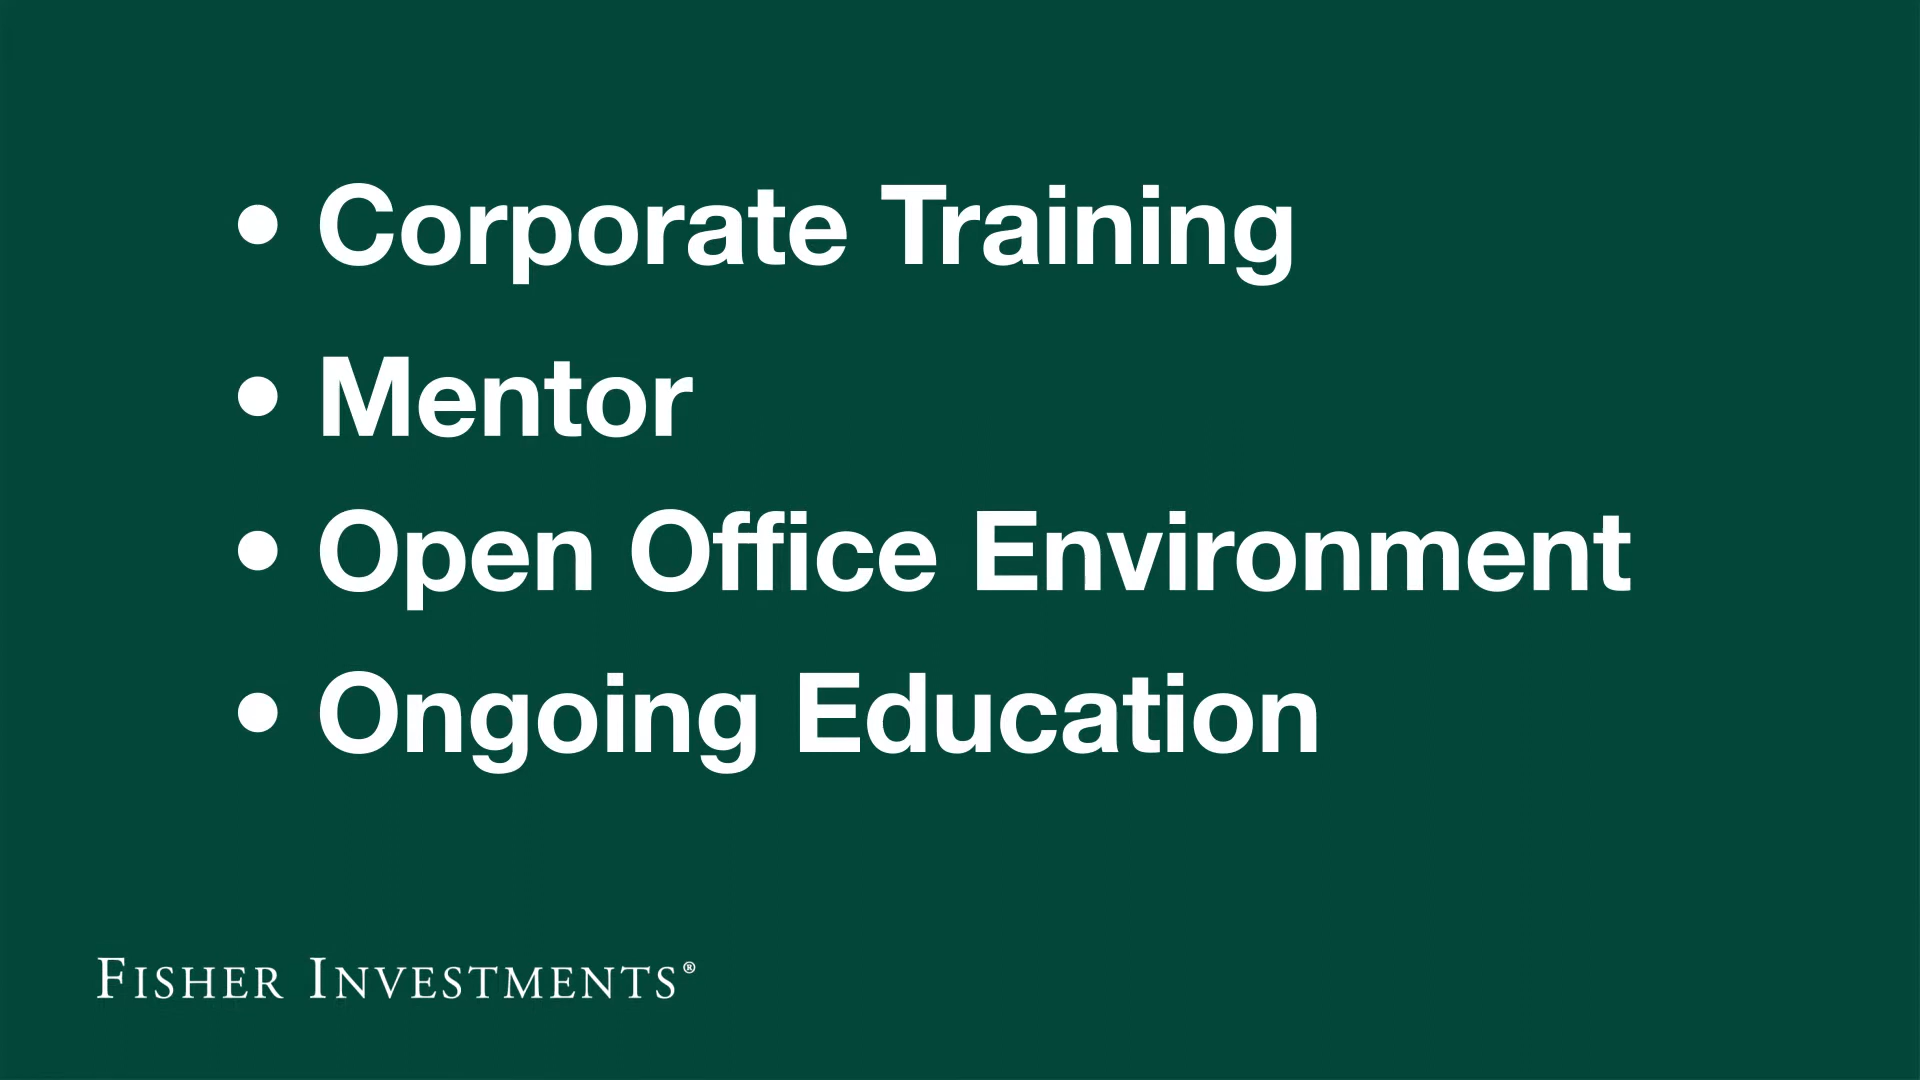 • Corporate Training
• Mentor
• Open Office Environment
• Ongoing Education
FISHER INVESTMENTS®